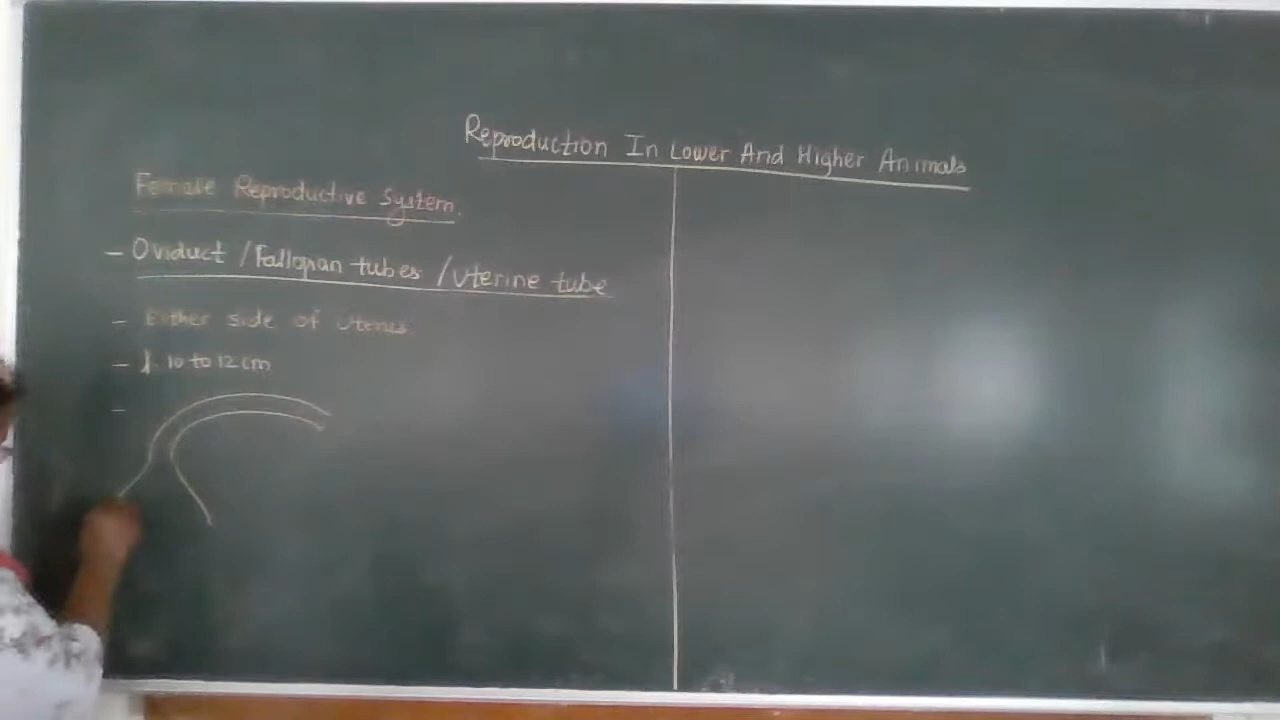 Reproduction In Lower And Higher Animals
Female Reproductive System.
- Oviduct / Fallopian tubes / Uterine tube
- Either side of uterus
- l. 10 to 12 cm
-